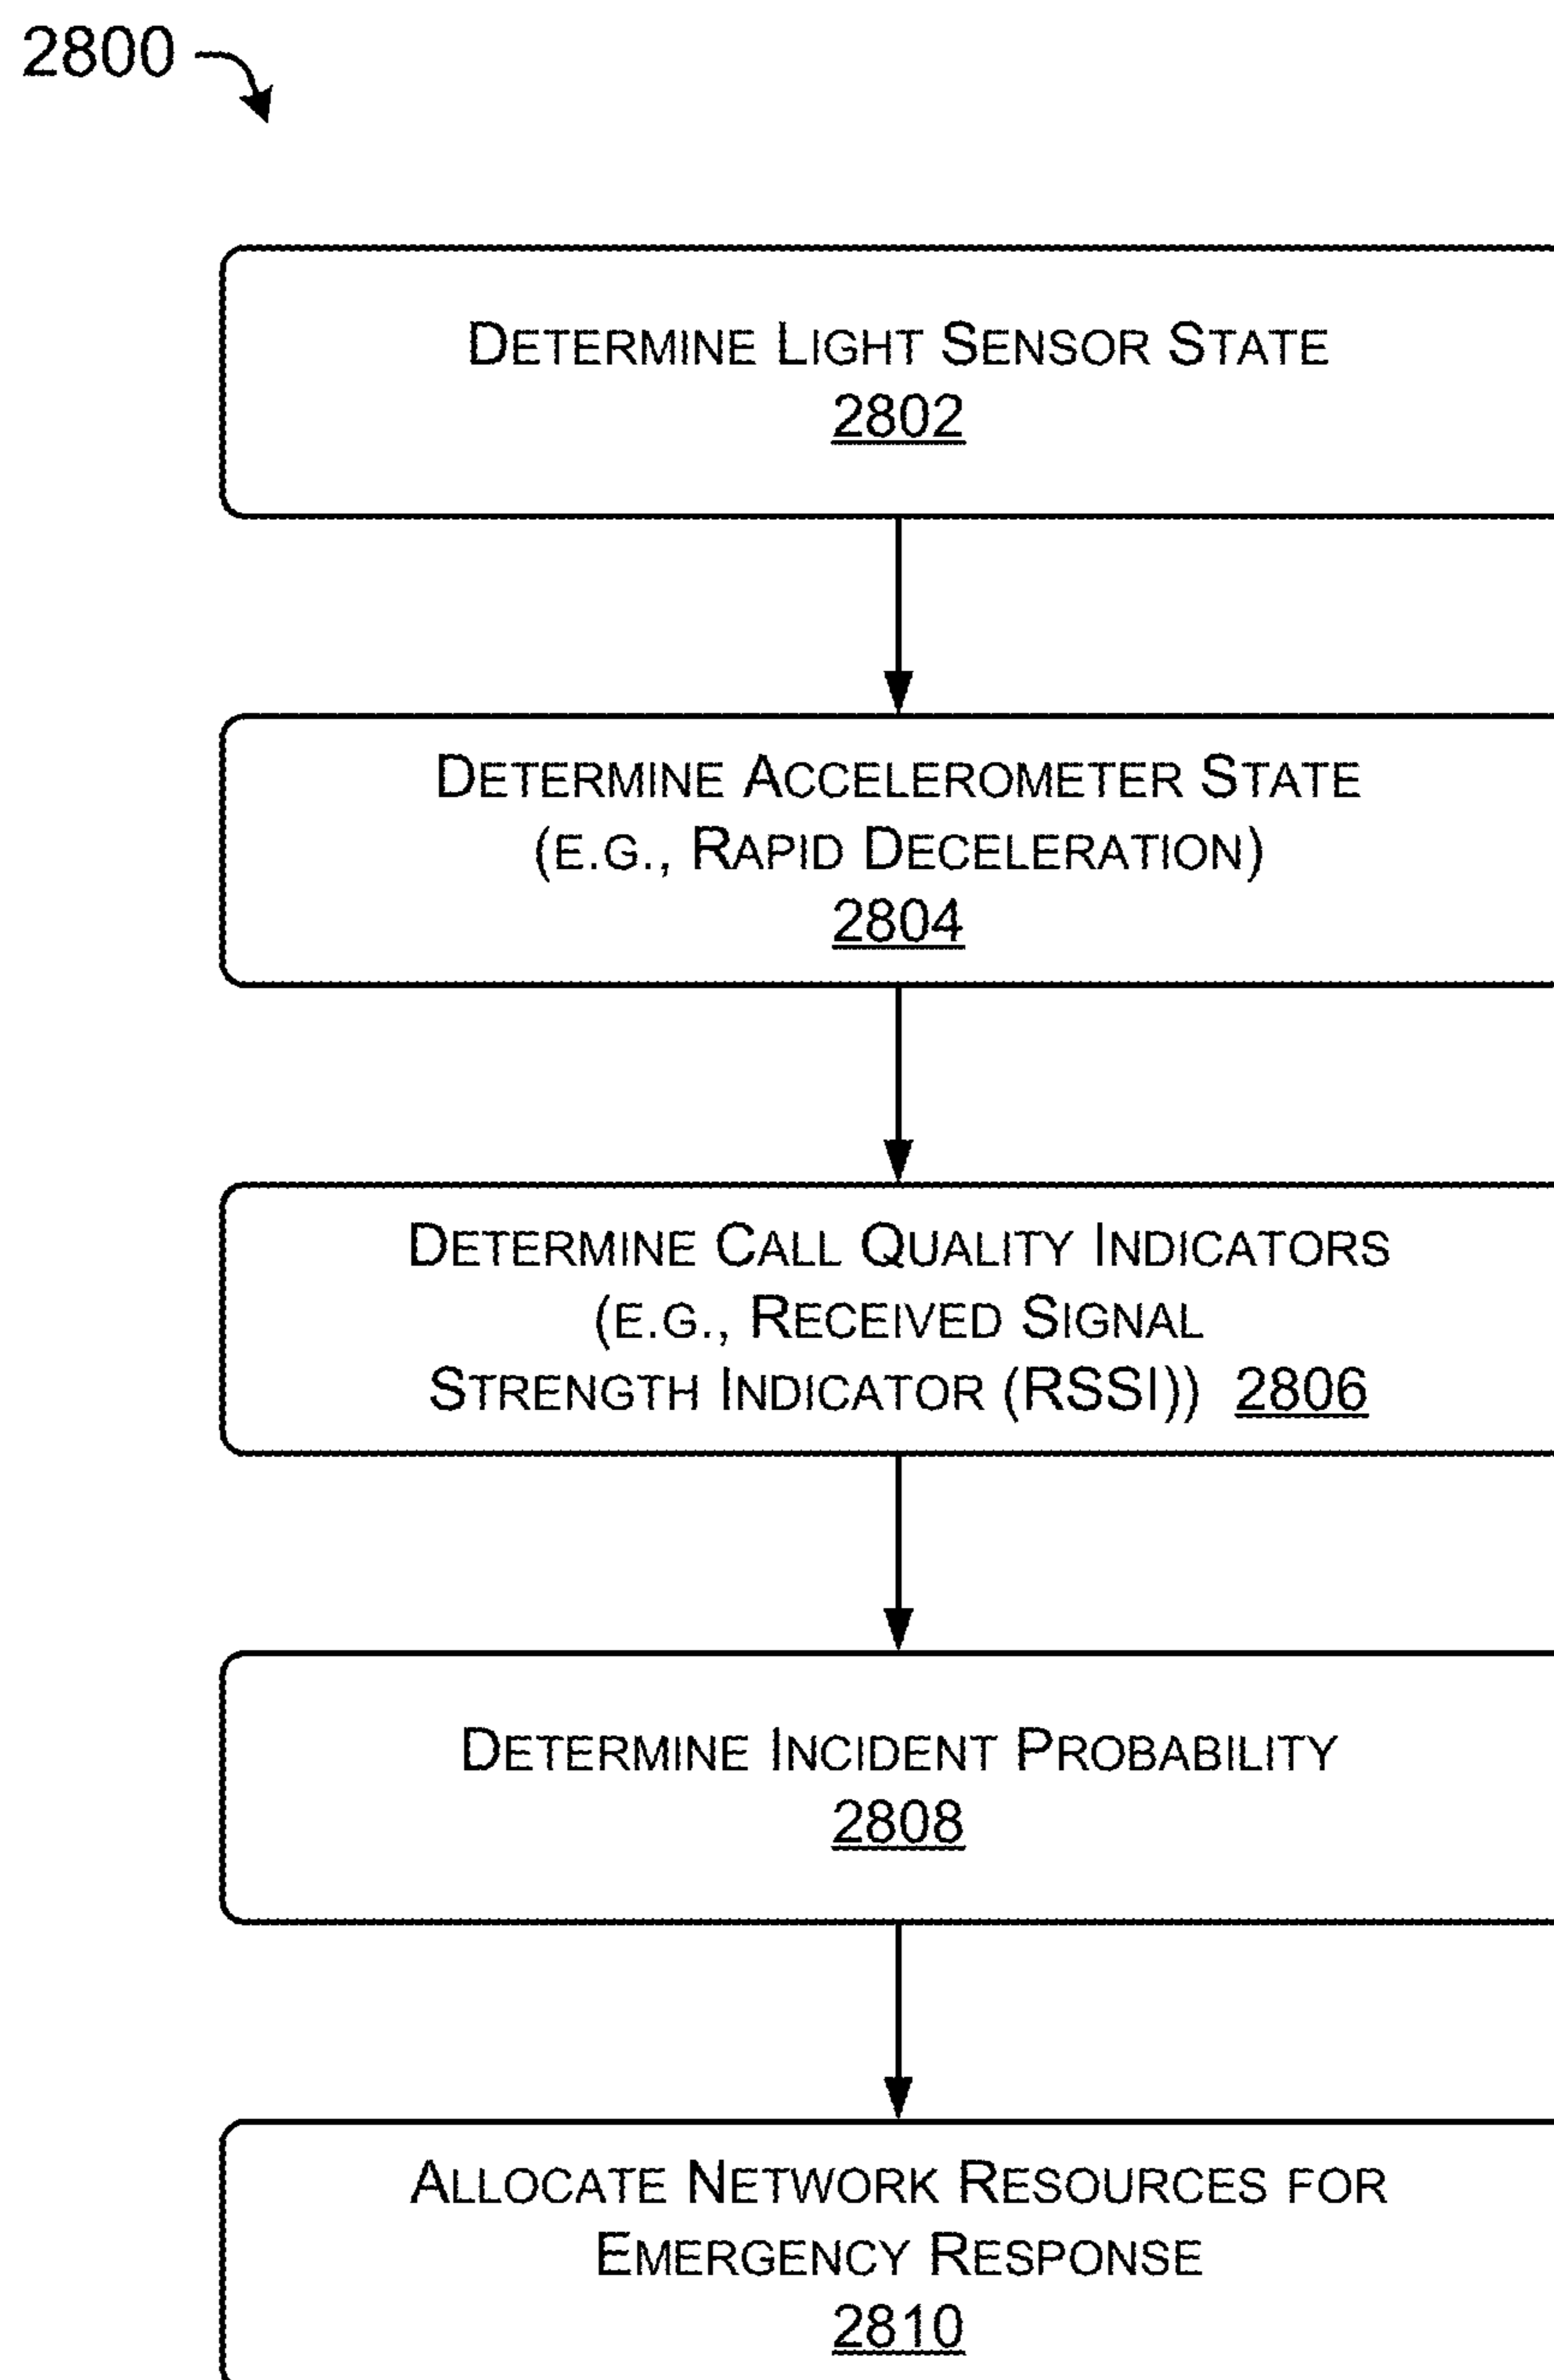 2800
DETERMINE LIGHT SENSOR STATE
2802
DETERMINE ACCELEROMETER STATE
(E.G., RAPID DECELERATION)
2804
DETERMINE CALL QUALITY INDICATORS
(E.G., RECEIVED SIGNAL
STRENGTH INDICATOR (RSSI)) 2806
DETERMINE INCIDENT PROBABILITY
2808
ALLOCATE NETWORK RESOURCES FOR
EMERGENCY RESPONSE
2810